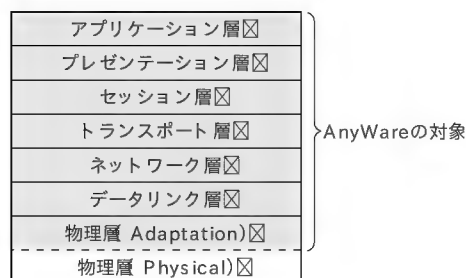 アプリケーション層☒
プレゼンテーション層☒
セッション層☒
トランスポート層☒
ネットワーク層☒
データリンク層☒
物理層 Adaptation)☒
物理層 Physical)☒
AnyWareの対象